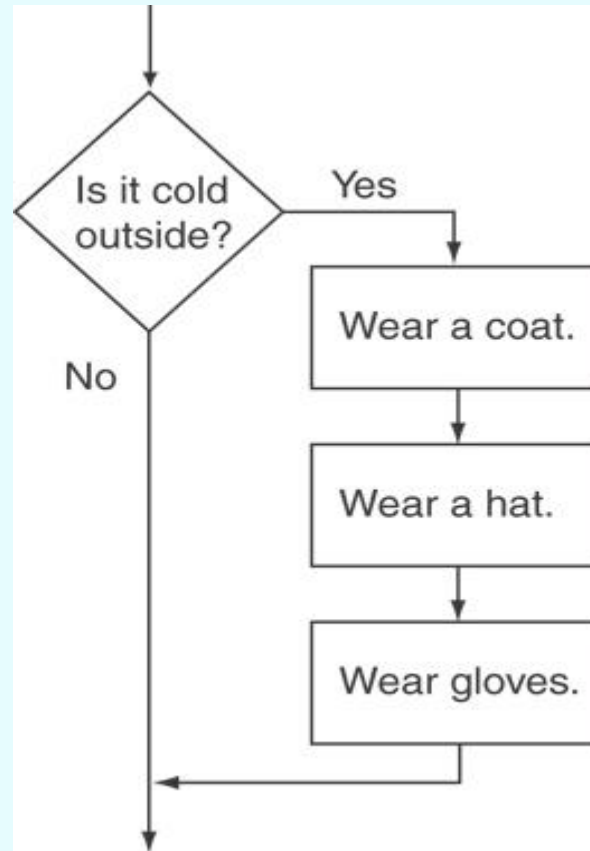 Is it cold
outside?
Yes
Wear a coat.
No
Wear a hat.
Wear gloves.